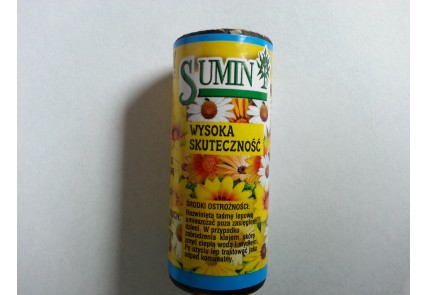 SUMIN
WYSOKA
SKUTECZNOŚĆ
ŚRODKI OSTROŻNOŚCI:
Rozwiniętą taśmę lepową
umieszczać poza zasięgiem
dzieci. W przypadku
zabrudzenia klejem skórę
zmyć ciepłą wodą i mydłem.
Po użyciu lep traktować jako
odpad komunalny.